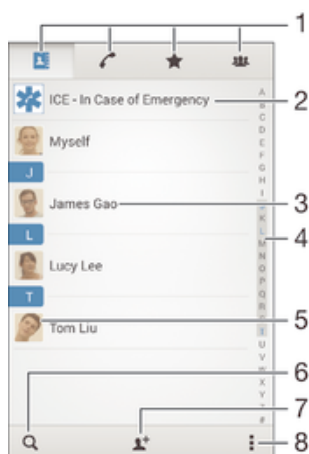 1
ICE - In Case of Emergency
2
Myself
J
James Gao
3
L
Lucy Lee
T
Tom Liu
A
B
C
D
E
F
G
H
I
K
L
M
N
O
P
Q
R
U
V
W
X
Y
#
4
5
6
7
8